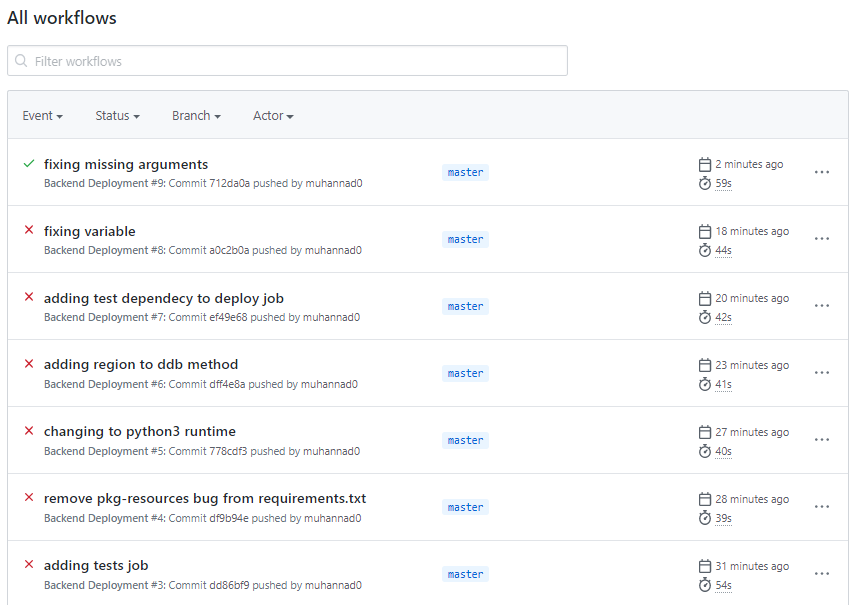 All workflows
Filter workflows
Event Status Branch Actor
fixing missing arguments
Backend Deployment #9: Commit 712da0a pushed by muhannad0
master
2 minutes ago
59s
fixing variable
Backend Deployment #8: Commit a0c2b0a pushed by muhannad0
master
18 minutes ago
44s
adding test dependecy to deploy job
Backend Deployment #7: Commit ef49e68 pushed by muhannad0
master
20 minutes ago
42s
adding region to ddb method
Backend Deployment #6: Commit dff4e8a pushed by muhannad0
master
23 minutes ago
41s
changing to python3 runtime
Backend Deployment #5: Commit 778cdf3 pushed by muhannad0
master
27 minutes ago
40s
remove pkg-resources bug from requirements.txt
Backend Deployment #4: Commit df9b94e pushed by muhannad0
master
28 minutes ago
39s
adding tests job
Backend Deployment #3: Commit dd86bf9 pushed by muhannad0
master
31 minutes ago
54s